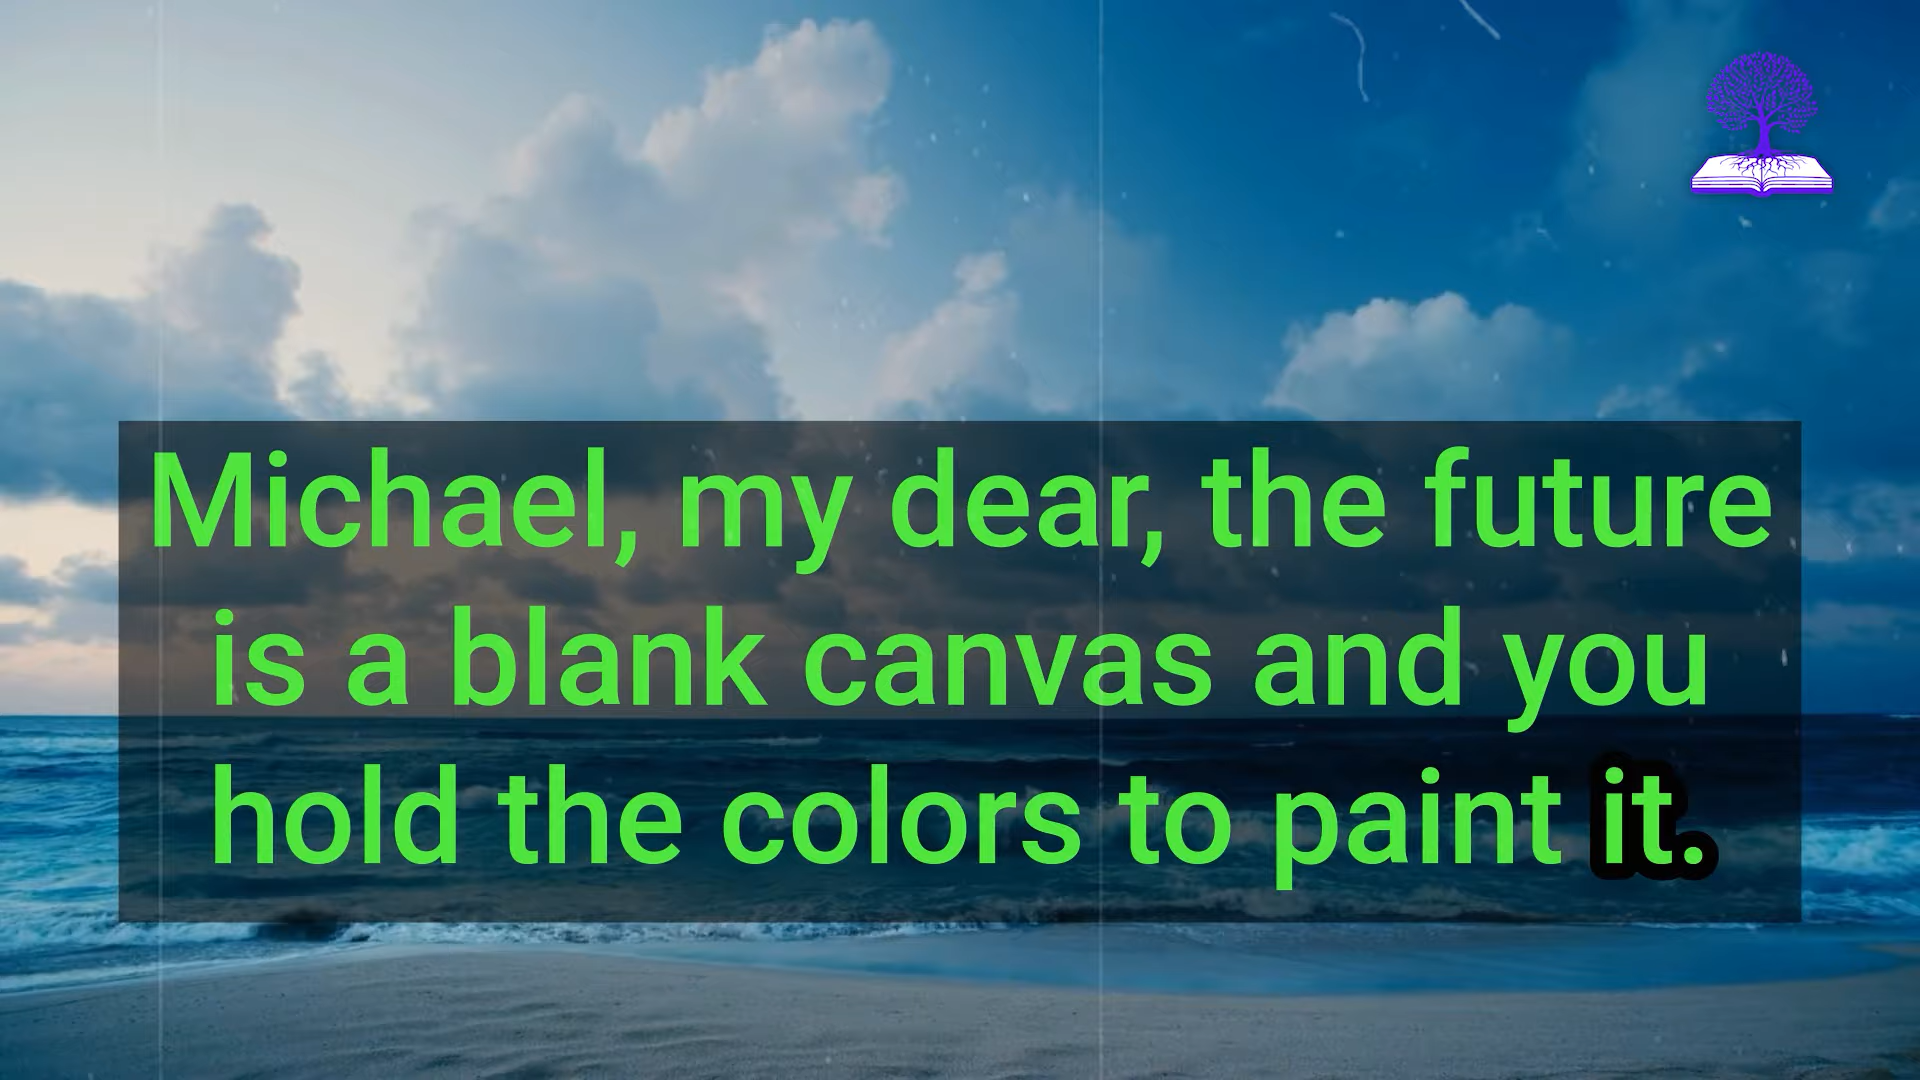 Michael, my dear, the future
is a blank canvas and you
hold the colors to paint it.